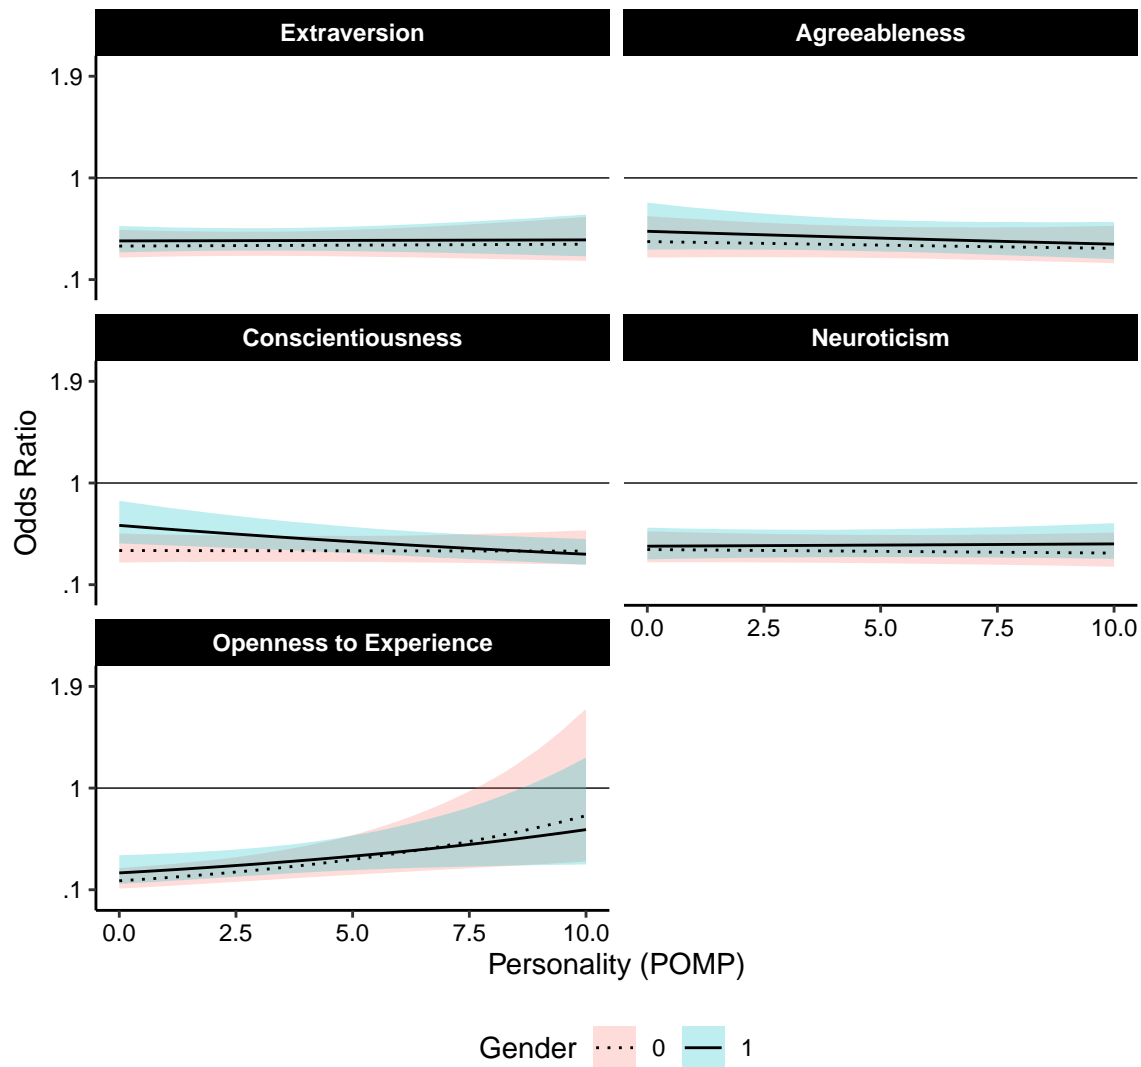 Extraversion
Agreeableness
1.9
1
.1
Conscientiousness
Neuroticism
1.9
1
.1
0.0 2.5 5.0 7.5 10.0
Openness to Experience
1.9
1
.1
0.0 2.5 5.0 7.5 10.0
Odds Ratio
Personality (POMP)
Gender 0 1